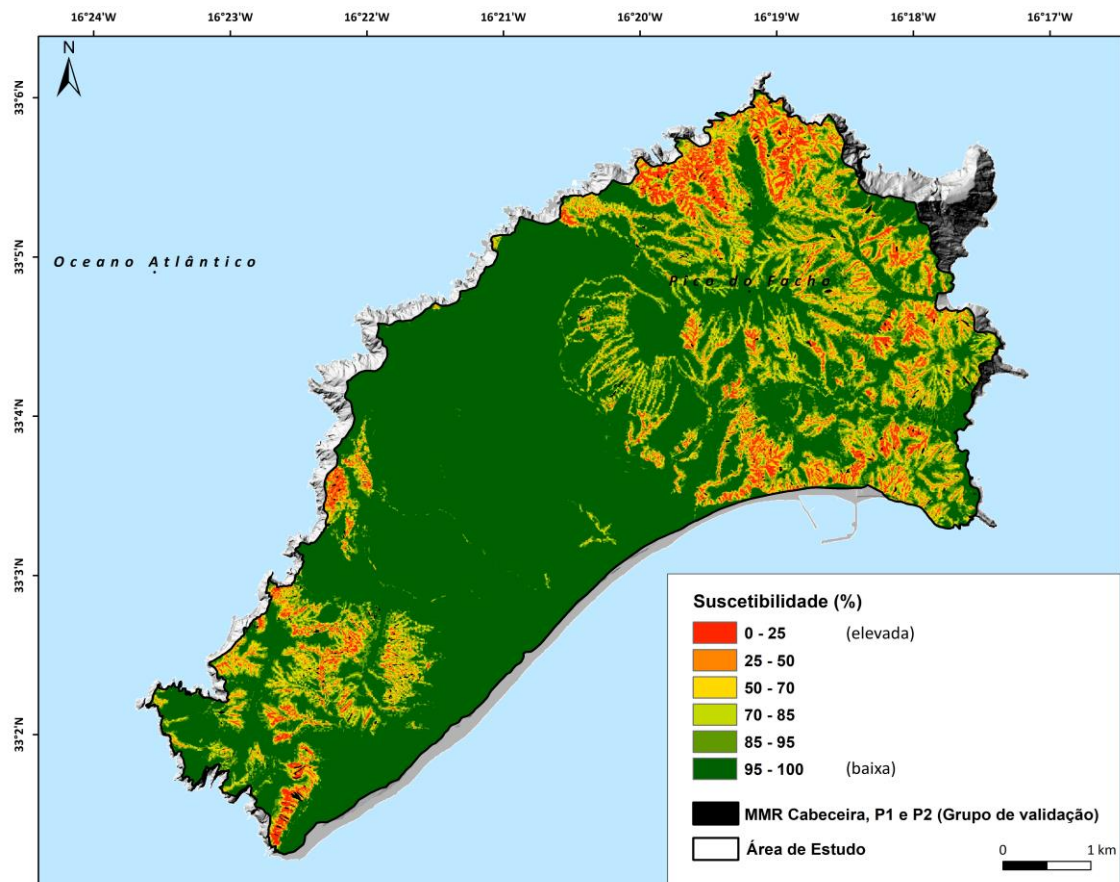 16°24'W 16°23'W 16°22'W 16°21'W 16°20'W 16°19'W 16°18'W 16°17'W
N
33°6'N
33°5'N
Oceano Atlântico
Pico do Facho
33°4'N
33°3'N
33°2'N
Suscetibilidade (%)
0 - 25 (elevada)
25 - 50
50 - 70
70 - 85
85 - 95
95 - 100 (baixa)
MMR Cabeceira, P1 e P2 (Grupo de validação)
Área de Estudo
0 1 km